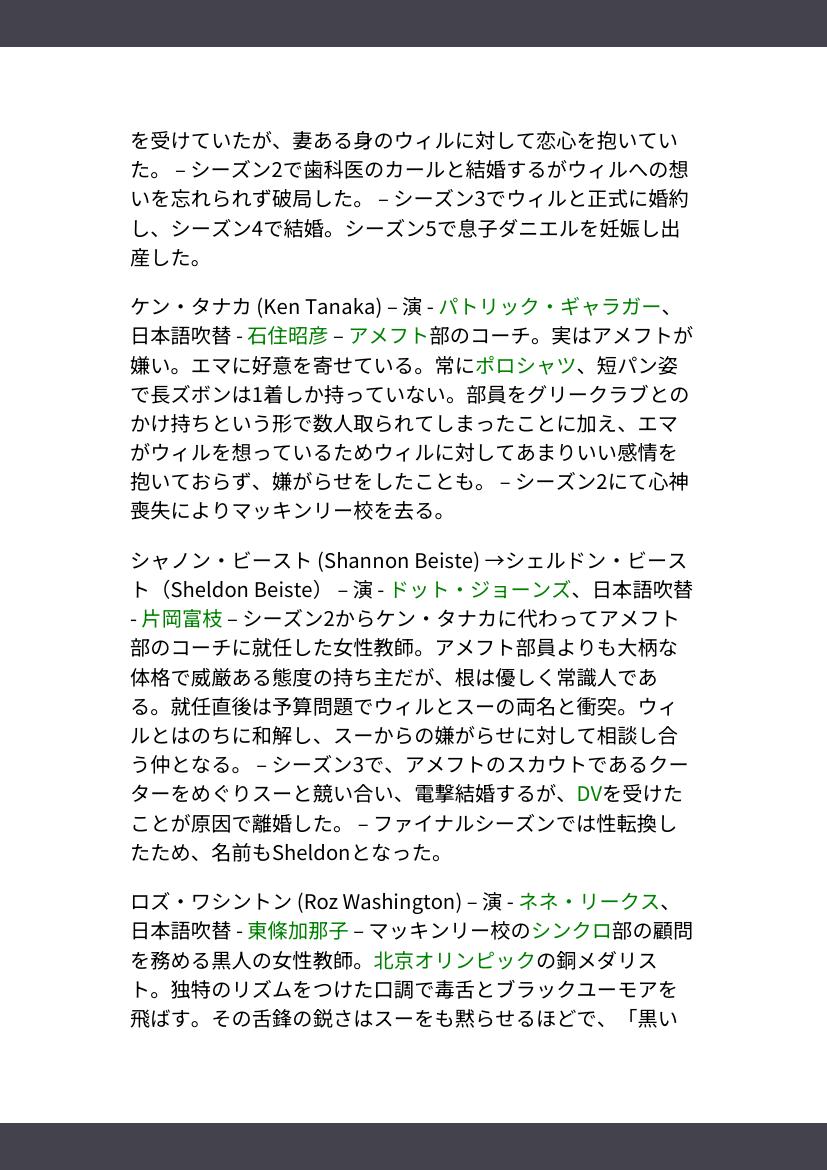 を受けていたが、妻ある身のウィルに対して恋心を抱いてい
た。 – シーズン2で歯科医のカールと結婚するがウィルへの想
いを忘れられず破局した。 – シーズン3でウィルと正式に婚約
し、シーズン4で結婚。シーズン5で息子ダニエルを妊娠し出
産した。
ケン・タナカ (Ken Tanaka) – 演 - パトリック・ギャラガー、
日本語吹替 - 石住昭彦 – アメフト部のコーチ。実はアメフトが
嫌い。エマに好意を寄せている。常にポロシャツ、短パン姿
で長ズボンは1着しか持っていない。部員をグリークラブとの
かけ持ちという形で数人取られてしまったことに加え、エマ
がウィルを想っているためウィルに対してあまりいい感情を
抱いておらず、嫌がらせをしたことも。 – シーズン2にて心神
喪失によりマッキンリー校を去る。
シャノン・ビースト (Shannon Beiste) →シェルドン・ビース
ト（Sheldon Beiste） – 演 - ドット・ジョーンズ、日本語吹替
- 片岡富枝 – シーズン2からケン・タナカに代わってアメフト
部のコーチに就任した女性教師。アメフト部員よりも大柄な
体格で威厳ある態度の持ち主だが、根は優しく常識人であ
る。就任直後は予算問題でウィルとスーの両名と衝突。ウィ
ルとはのちに和解し、スーからの嫌がらせに対して相談し合
う仲となる。 – シーズン3で、アメフトのスカウトであるクー
ターをめぐりスーと競い合い、電撃結婚するが、DVを受けた
ことが原因で離婚した。 – ファイナルシーズンでは性転換し
たため、名前もSheldonとなった。
ロズ・ワシントン (Roz Washington) – 演 - ネネ・リークス、
日本語吹替 - 東條加那子 – マッキンリー校のシンクロ部の顧問
を務める黒人の女性教師。北京オリンピックの銅メダリス
ト。独特のリズムをつけた口調で毒舌とブラックユーモアを
飛ばす。その舌鋒の鋭さはスーをも黙らせるほどで、「黒い